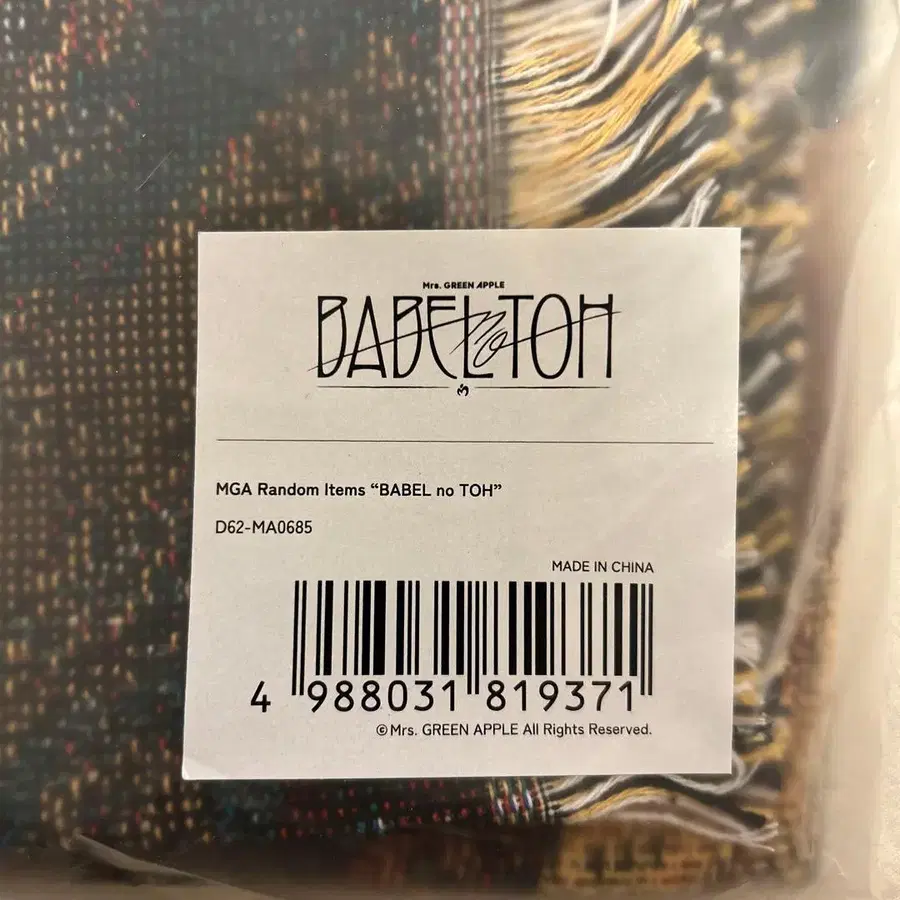 Mrs. GREEN APPLE
BABEL no TOH
MGA Random Items “BABEL no TOH”
D62-MA0685
MADE IN CHINA
4 988031 819371
©Mrs. GREEN APPLE All Rights Reserved.